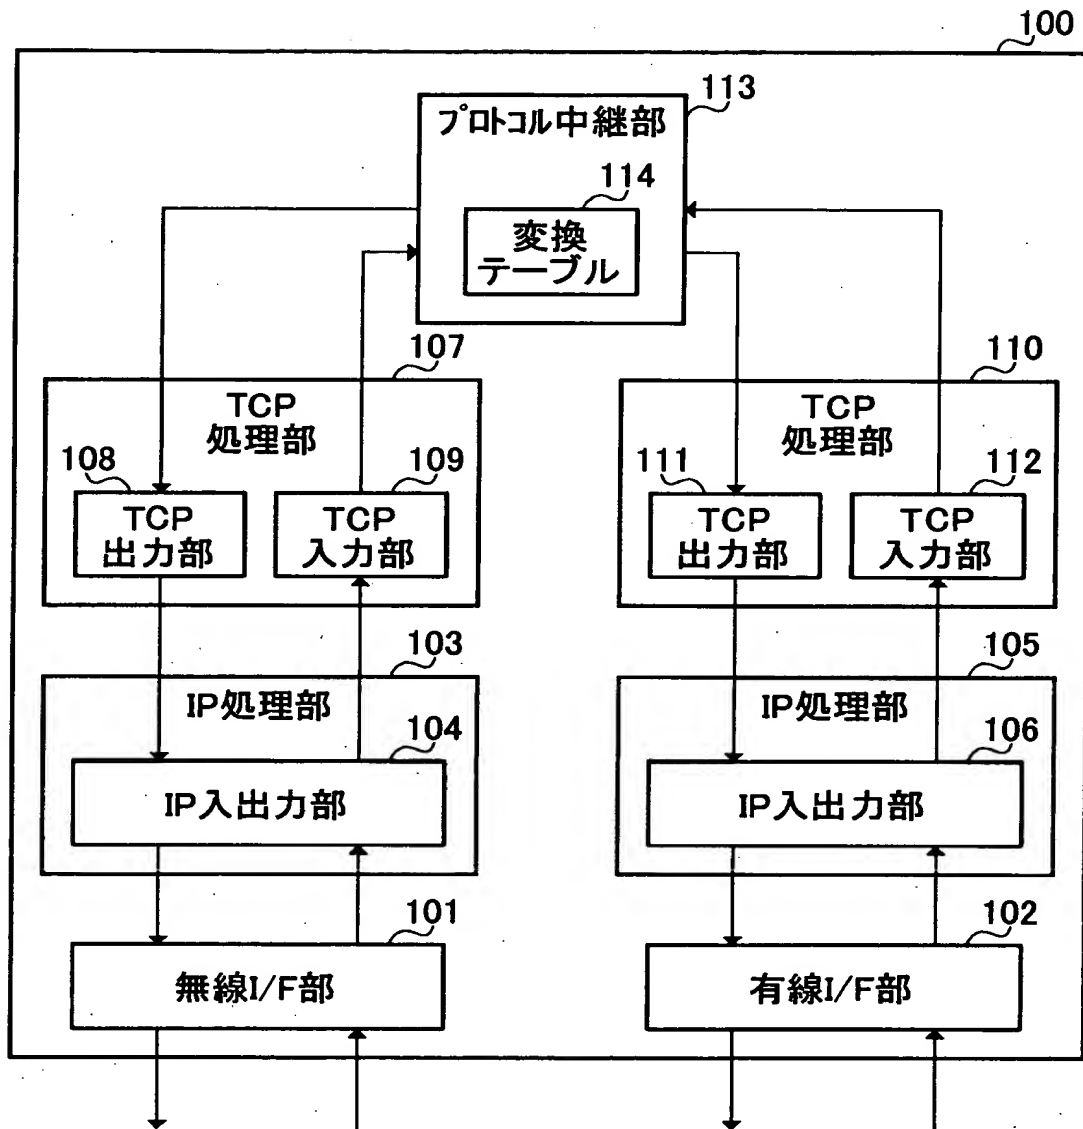 100
113
プロトコル中継部
114
変換
テーブル
107
TCP
処理部
108
TCP
出力部
109
TCP
入力部
110
TCP
処理部
111
TCP
出力部
112
TCP
入力部
103
IP処理部
104
IP入出力部
105
IP処理部
106
IP入出力部
101
無線I/F部
102
有線I/F部